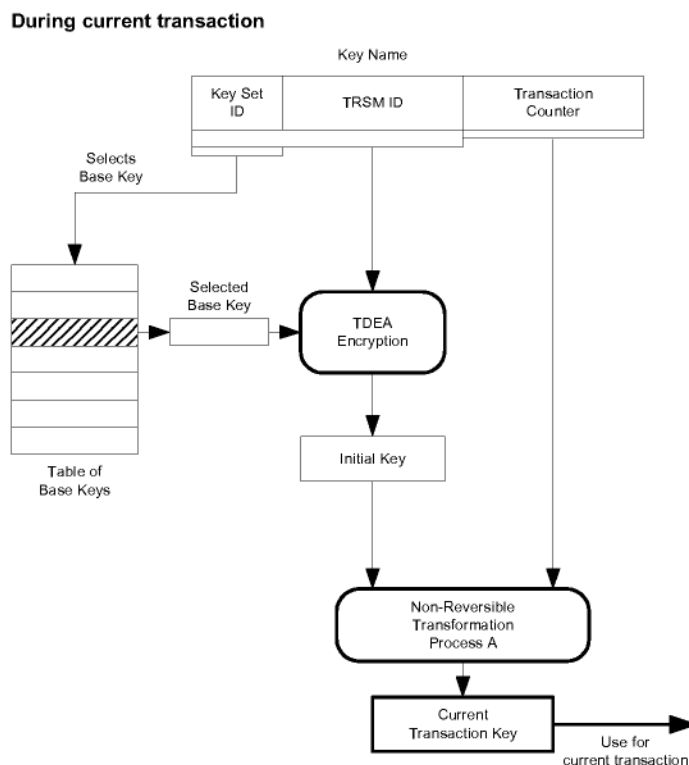 During current transaction
Key Name
Key Set
ID
TRSM ID
Transaction
Counter
Selects
Base Key
Selected
Base Key
TDEA
Encryption
Table of
Base Keys
Initial Key
Non-Reversible
Transformation
Process A
Current
Transaction Key
Use for
current transaction